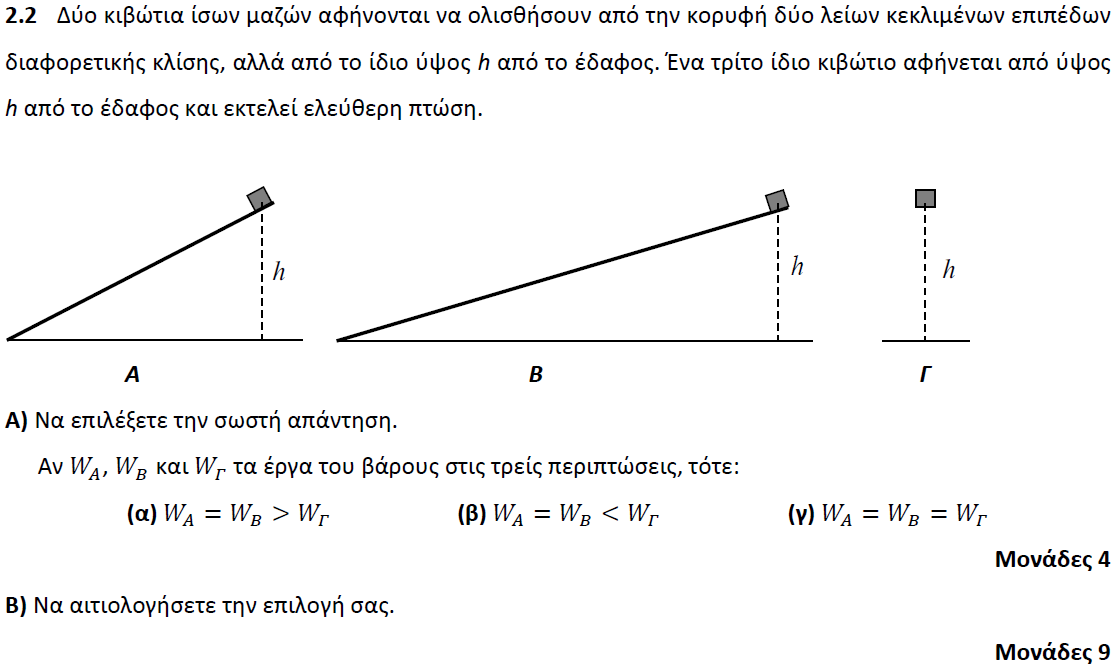 2.2 Δύο κιβώτια ίσων μαζών αφήνονται να ολισθήσουν από την κορυφή δύο λείων κεκλιμένων επιπέδων
διαφορετικής κλίσης, αλλά από το ίδιο ύψος h από το έδαφος. Ένα τρίτο ίδιο κιβώτιο αφήνεται από ύψος
h από το έδαφος και εκτελεί ελεύθερη πτώση.
h h h
Α Β Γ
Α) Να επιλέξετε την σωστή απάντηση.
Αν W_A, W_B και W_Γ τα έργα του βάρους στις τρείς περιπτώσεις, τότε:
(α) W_A = W_B > W_Γ (β) W_A = W_B < W_Γ (γ) W_A = W_B = W_Γ
Μονάδες 4
Β) Να αιτιολογήσετε την επιλογή σας.
Μονάδες 9